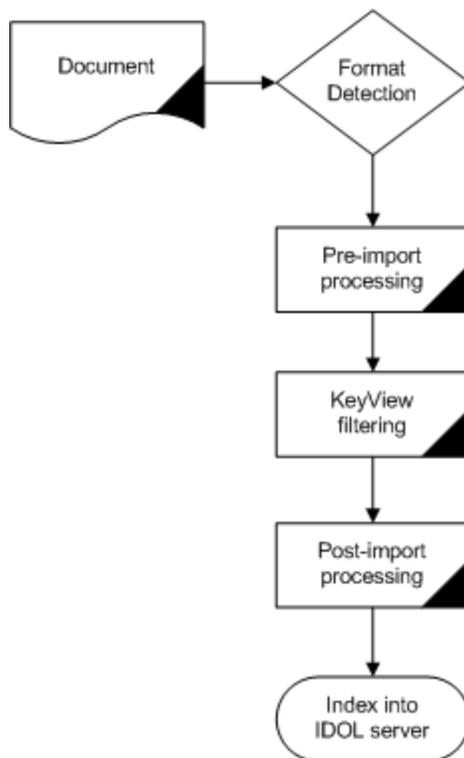 Document
Format
Detection
Pre-import
processing
KeyView
filtering
Post-import
processing
Index into
IDOL server